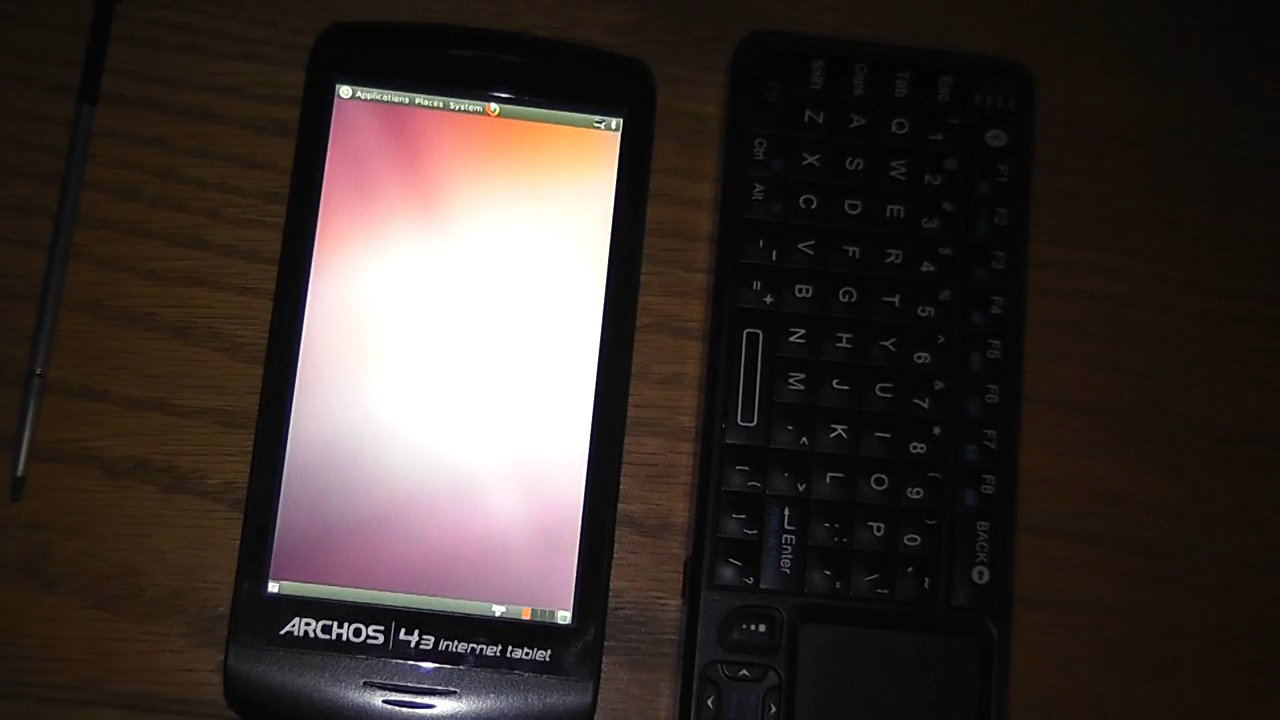 Applications Places System
ARCHOS 43 internet tablet
F1 F2 F3 F4 F5 F6 F7 F8 BACK
Esc ! 1 @ 2 # 3 $ 4 % 5 ^ 6 & 7 * 8 ( 9 ) 0 ` ~
Tab Q W E R T Y U I O P \ |
Caps A S D F G H J K L ; : ' "
Shift Z X C V B N M , < . > Enter
Fn Ctrl Alt - _ = + [ { ] } / ?